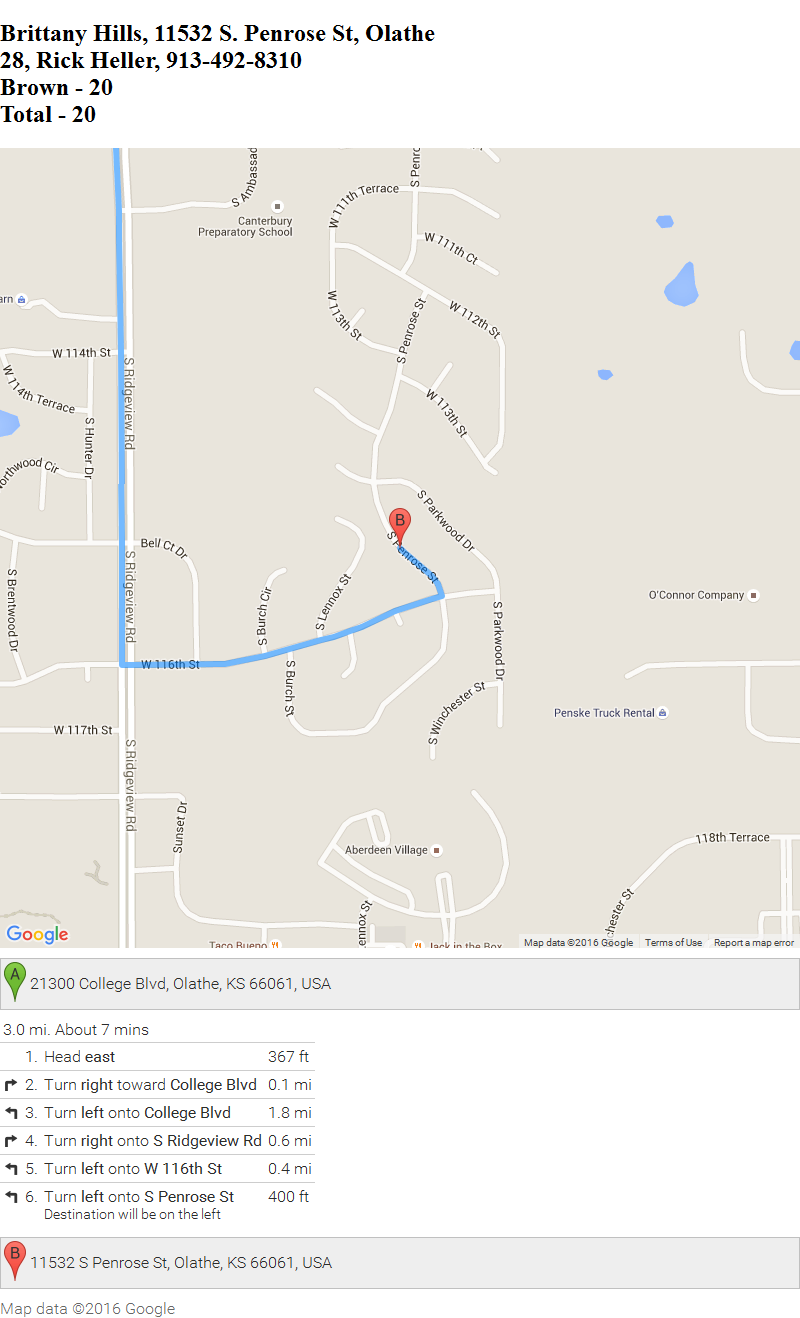 Brittany Hills, 11532 S. Penrose St, Olathe
28, Rick Heller, 913-492-8310
Brown - 20
Total - 20
S Ambassad
S Penro
W 111th Terrace
Canterbury
Preparatory School
W 111th Ct
arn
W 112th St
W 113th St
S Penrose St
W 114th St
S Ridgeview Rd
W 114th Terrace
S Hunter Dr
W 113th St
orthwood Cir
S Parkwood Dr
B
S Penrose St
Bell Ct Dr
S Ridgeview Rd
S Brentwood Dr
S Burch Cir
S Lennox St
S Parkwood Dr
O'Connor Company
W 116th St
S Burch St
S Winchester St
Penske Truck Rental
W 117th St
S Ridgeview Rd
Sunset Dr
Aberdeen Village
118th Terrace
ennox St
chester St
Google
Taco Bueno
Jack in the Box
Map data ©2016 Google
Terms of Use
Report a map error
A
21300 College Blvd, Olathe, KS 66061, USA
3.0 mi. About 7 mins
1. Head east 367 ft
2. Turn right toward College Blvd 0.1 mi
3. Turn left onto College Blvd 1.8 mi
4. Turn right onto S Ridgeview Rd 0.6 mi
5. Turn left onto W 116th St 0.4 mi
6. Turn left onto S Penrose St 400 ft
Destination will be on the left
B
11532 S Penrose St, Olathe, KS 66061, USA
Map data ©2016 Google